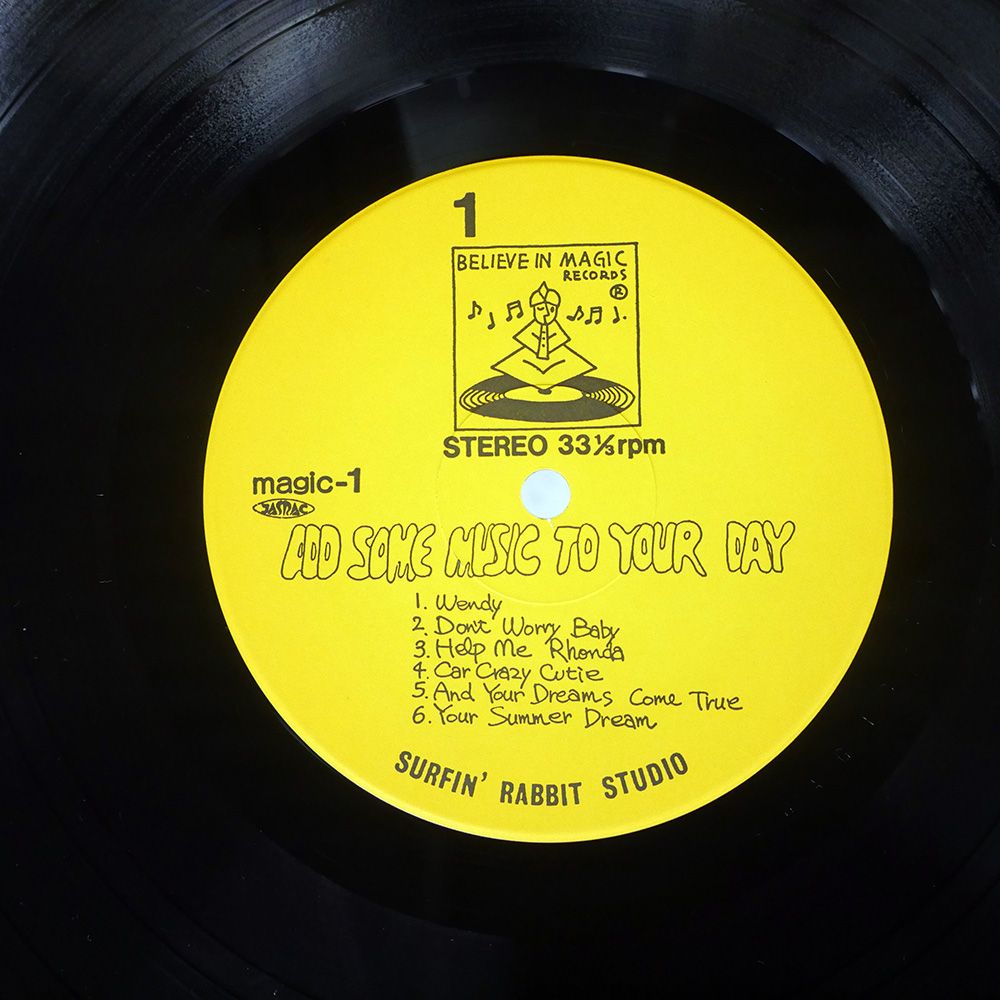 1
BELIEVE IN MAGIC
RECORDS
®
STEREO 33⅓rpm
magic-1
JASRAC
ADD SOME MUSIC TO YOUR DAY
1. Wendy
2. Don't Worry Baby
3. Help Me Rhonda
4. Car Crazy Cutie
5. And Your Dreams Come True
6. Your Summer Dream
SURFIN' RABBIT STUDIO